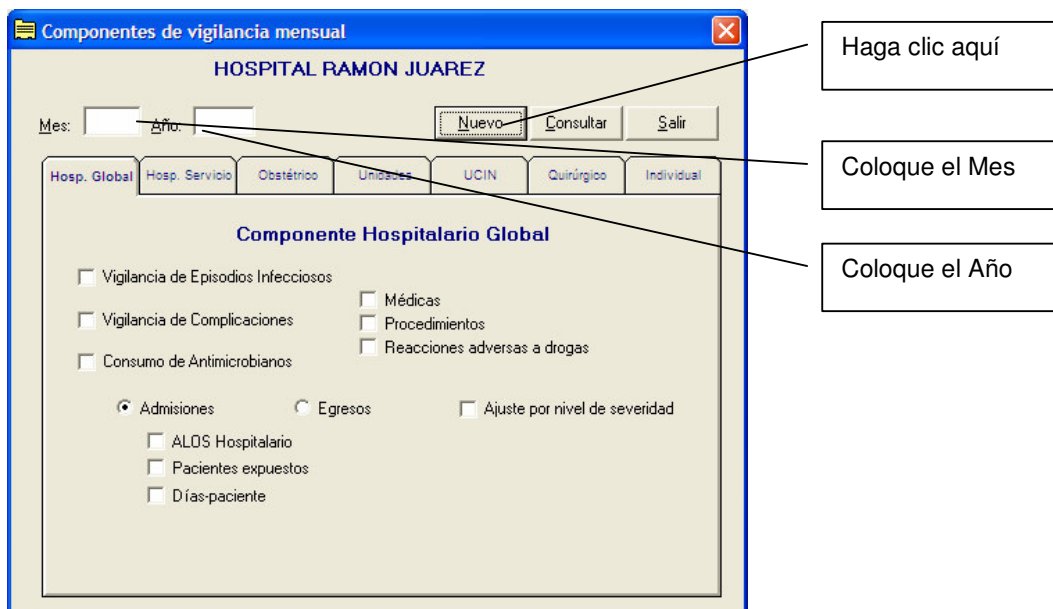 Componentes de vigilancia mensual
HOSPITAL RAMON JUAREZ
Mes: Año: Nuevo Consultar Salir
Hosp. Global Hosp. Servicio Obstétrico Unidades UCIN Quirúrgico Individual
Componente Hospitalario Global
Vigilancia de Episodios Infecciosos
Médicas
Vigilancia de Complicaciones
Procedimientos
Reacciones adversas a drogas
Consumo de Antimicrobianos
Admisiones Egresos Ajuste por nivel de severidad
ALOS Hospitalario
Pacientes expuestos
Días-paciente
Haga clic aquí
Coloque el Mes
Coloque el Año